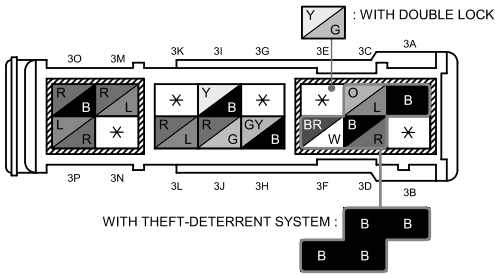 Y : WITH DOUBLE LOCK
G
3O 3M 3K 3I 3G 3E 3C 3A
R R Y * * O B
B L B L
L * R R GY BR B *
R L G B W R
3P 3N 3L 3J 3H 3F 3D 3B
WITH THEFT-DETERRENT SYSTEM : B B
B B